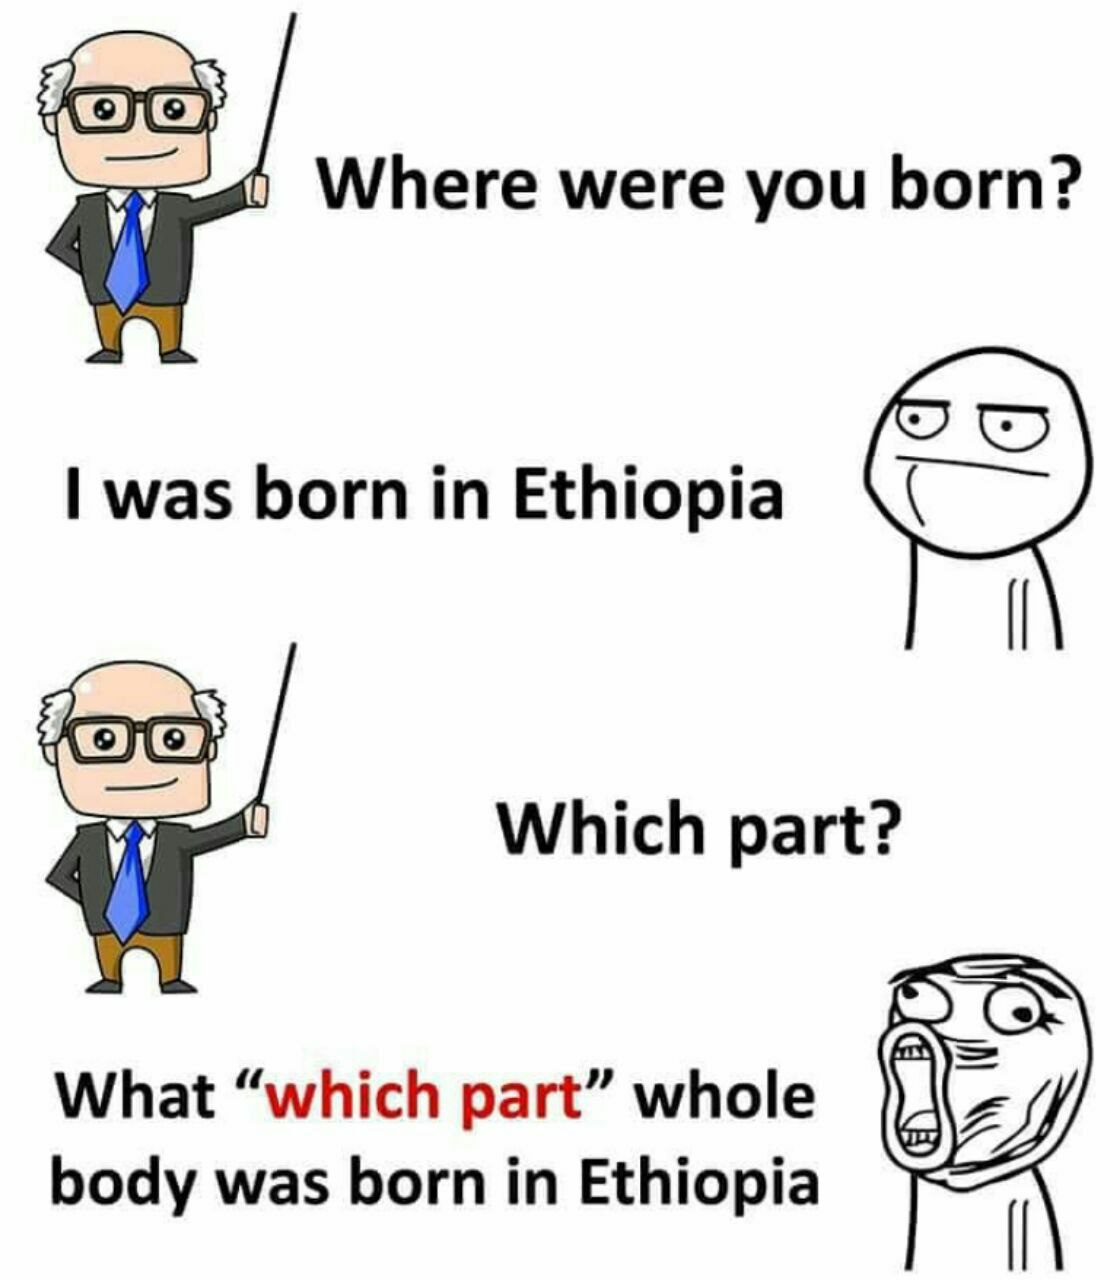 Where were you born?
I was born in Ethiopia
Which part?
What “which part” whole
body was born in Ethiopia